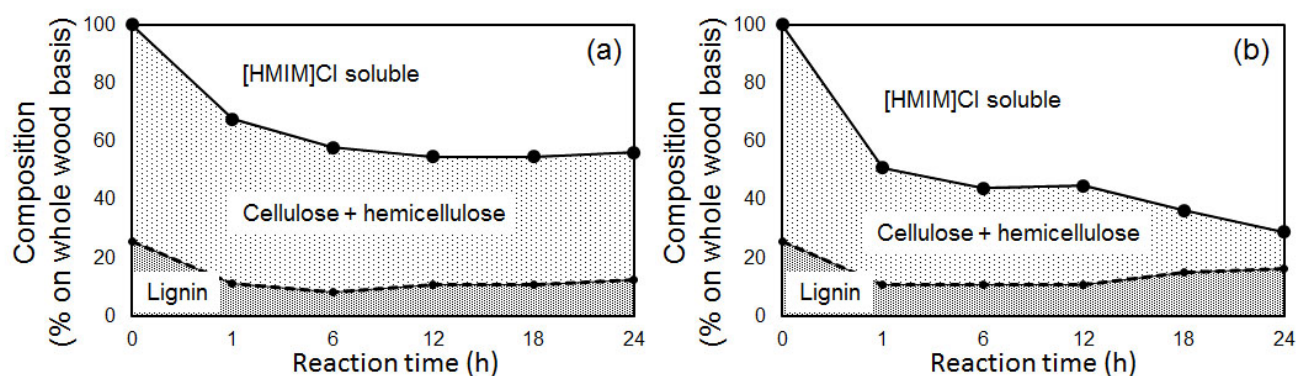 Composition
(% on whole wood basis)
100
80
60
40
20
0
(a)
[HMIM]Cl soluble
Cellulose + hemicellulose
Lignin
0 1 6 12 18 24
Reaction time (h)
Composition
(% on whole wood basis)
100
80
60
40
20
0
(b)
[HMIM]Cl soluble
Cellulose + hemicellulose
Lignin
0 1 6 12 18 24
Reaction time (h)